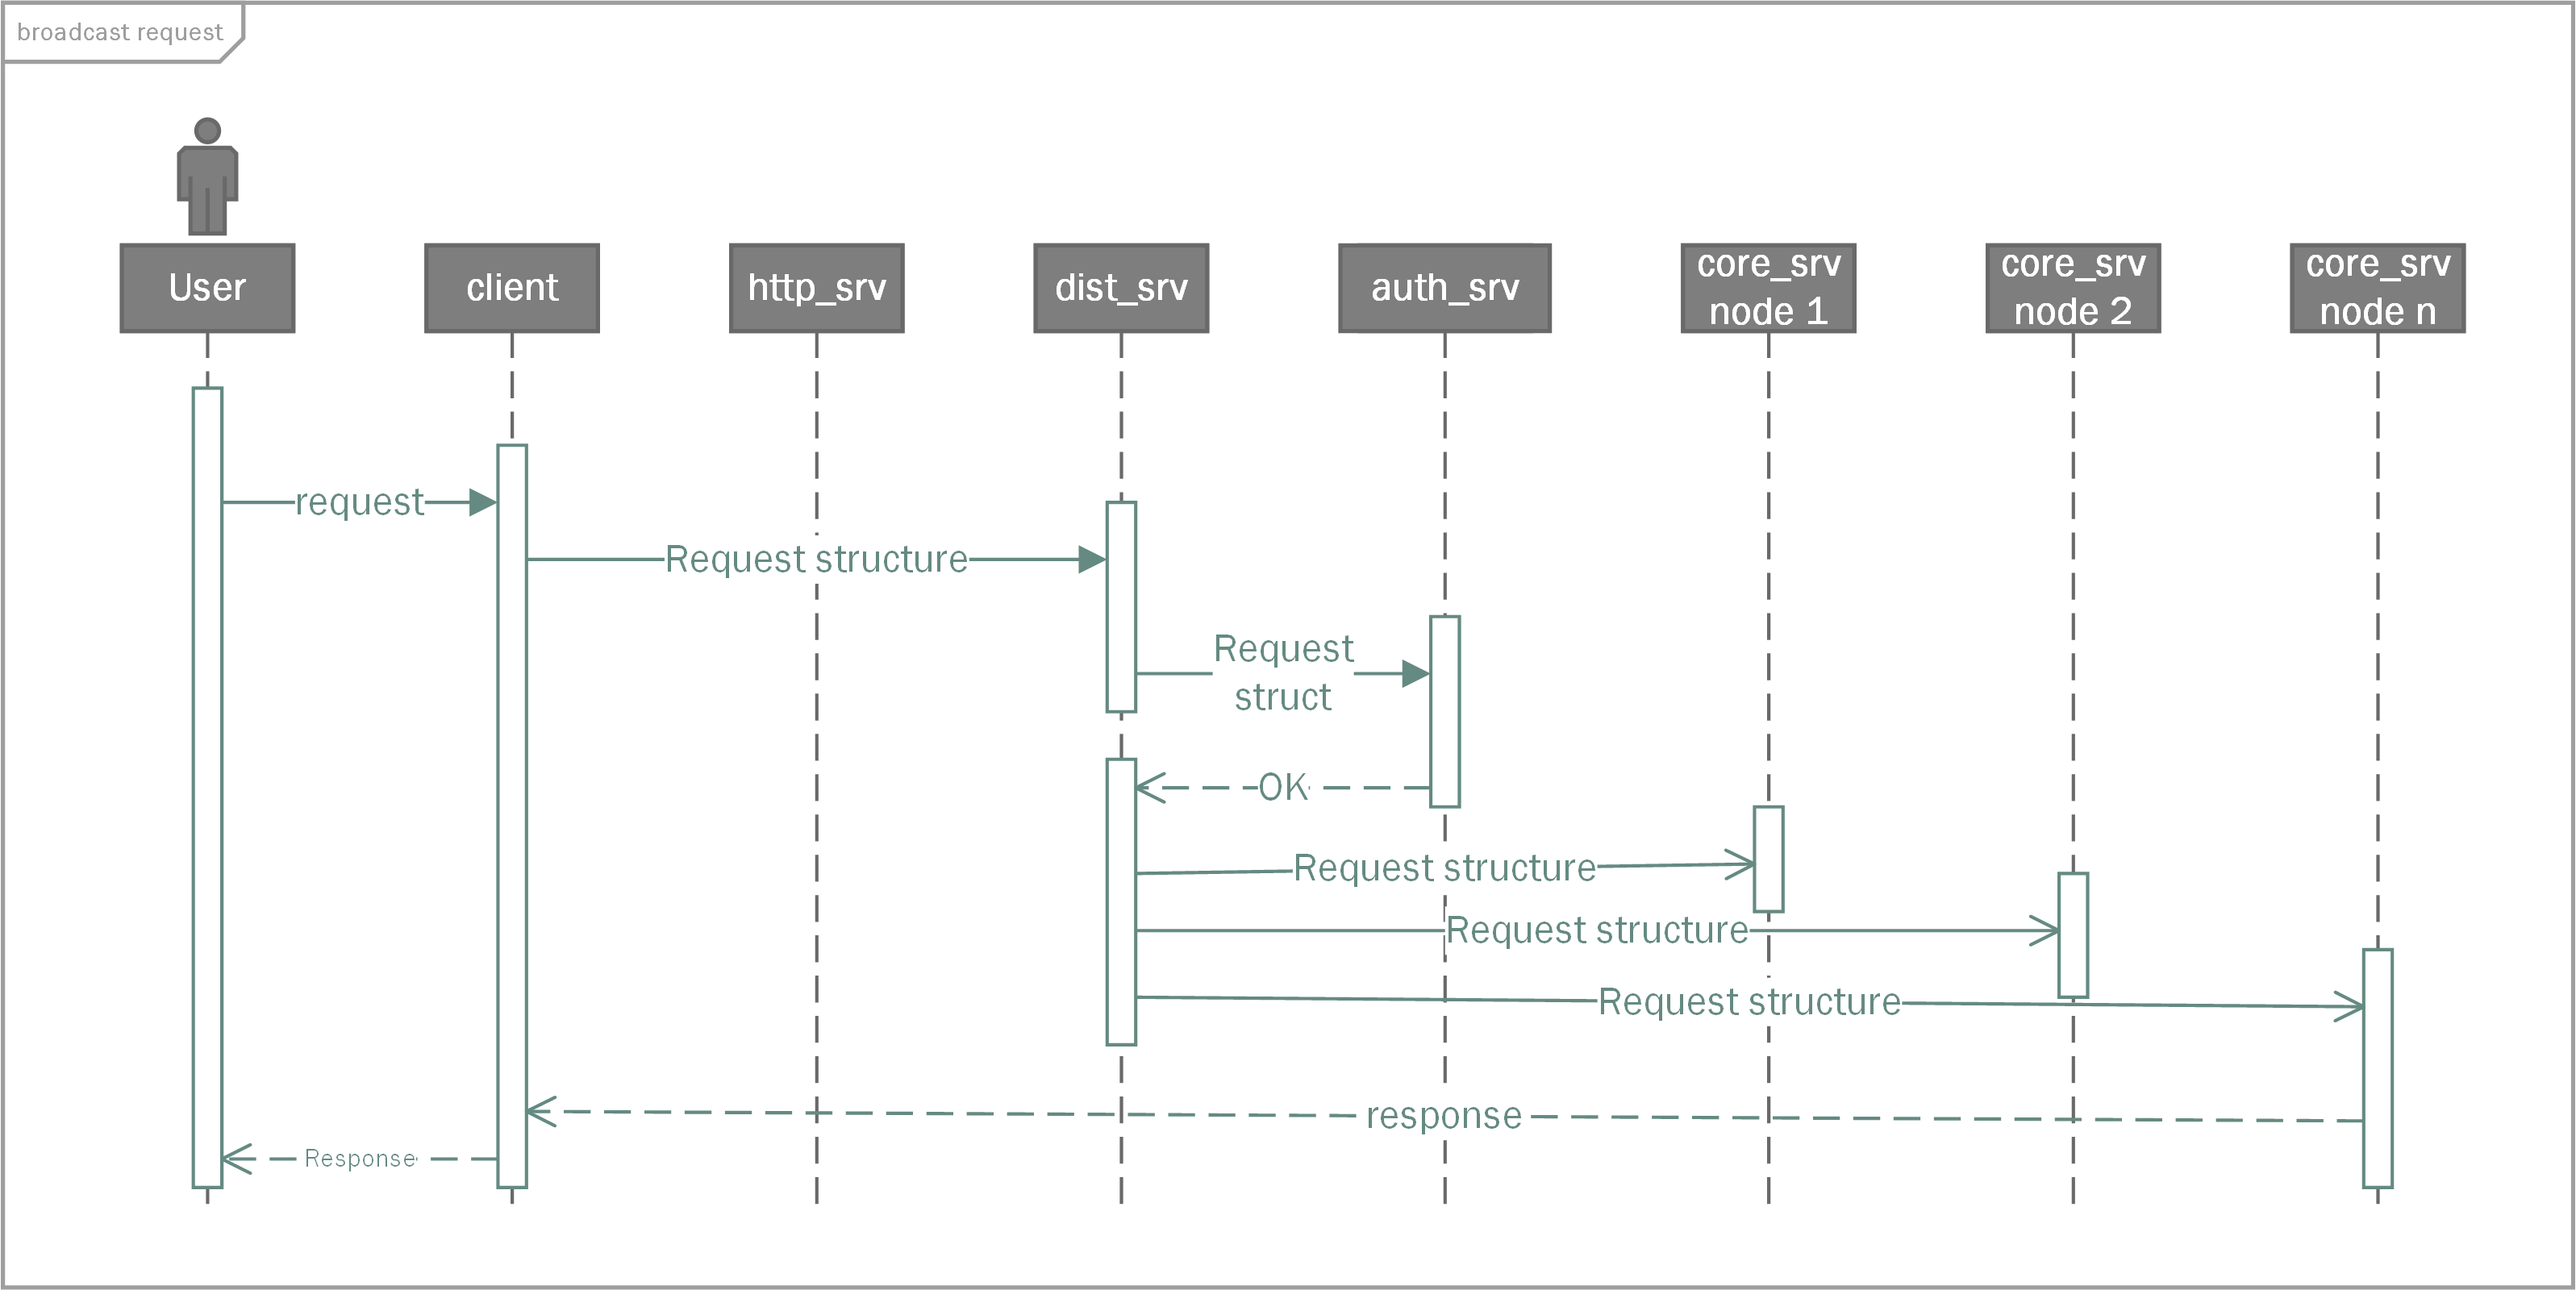 broadcast request
User
client
http_srv
dist_srv
auth_srv
core_srv
node 1
core_srv
node 2
core_srv
node n
request
Request structure
Request
struct
OK
Request structure
Request structure
Request structure
response
Response